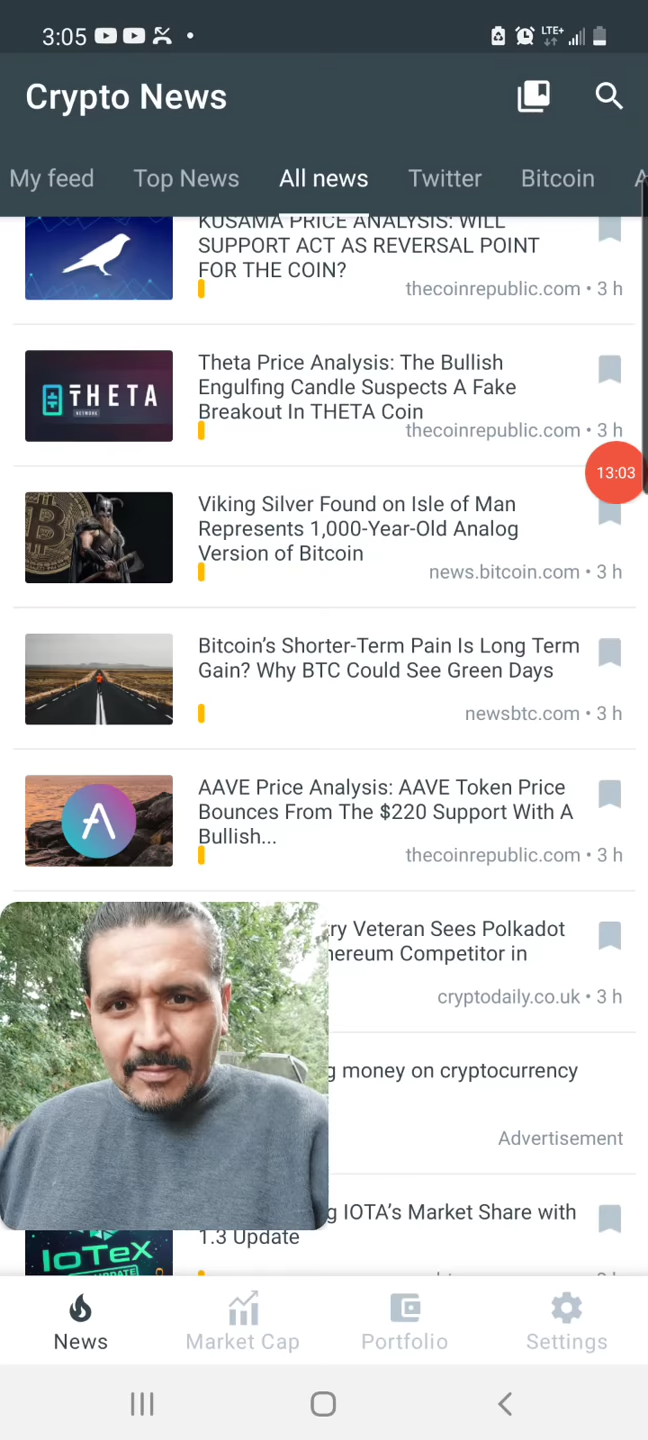 3:05
LTE+
Crypto News
My feed Top News All news Twitter Bitcoin
KUSAMA PRICE ANALYSIS: WILL
SUPPORT ACT AS REVERSAL POINT
FOR THE COIN?
thecoinrepublic.com • 3 h
THETA
NETWORK
Theta Price Analysis: The Bullish
Engulfing Candle Suspects A Fake
Breakout In THETA Coin
thecoinrepublic.com • 3 h
13:03
Viking Silver Found on Isle of Man
Represents 1,000-Year-Old Analog
Version of Bitcoin
news.bitcoin.com • 3 h
Bitcoin’s Shorter-Term Pain Is Long Term
Gain? Why BTC Could See Green Days
newsbtc.com • 3 h
AAVE Price Analysis: AAVE Token Price
Bounces From The $220 Support With A
Bullish...
thecoinrepublic.com • 3 h
ry Veteran Sees Polkadot
hereum Competitor in
cryptodaily.co.uk • 3 h
g money on cryptocurrency
Advertisement
g IOTA’s Market Share with
1.3 Update
IoTeX
News Market Cap Portfolio Settings